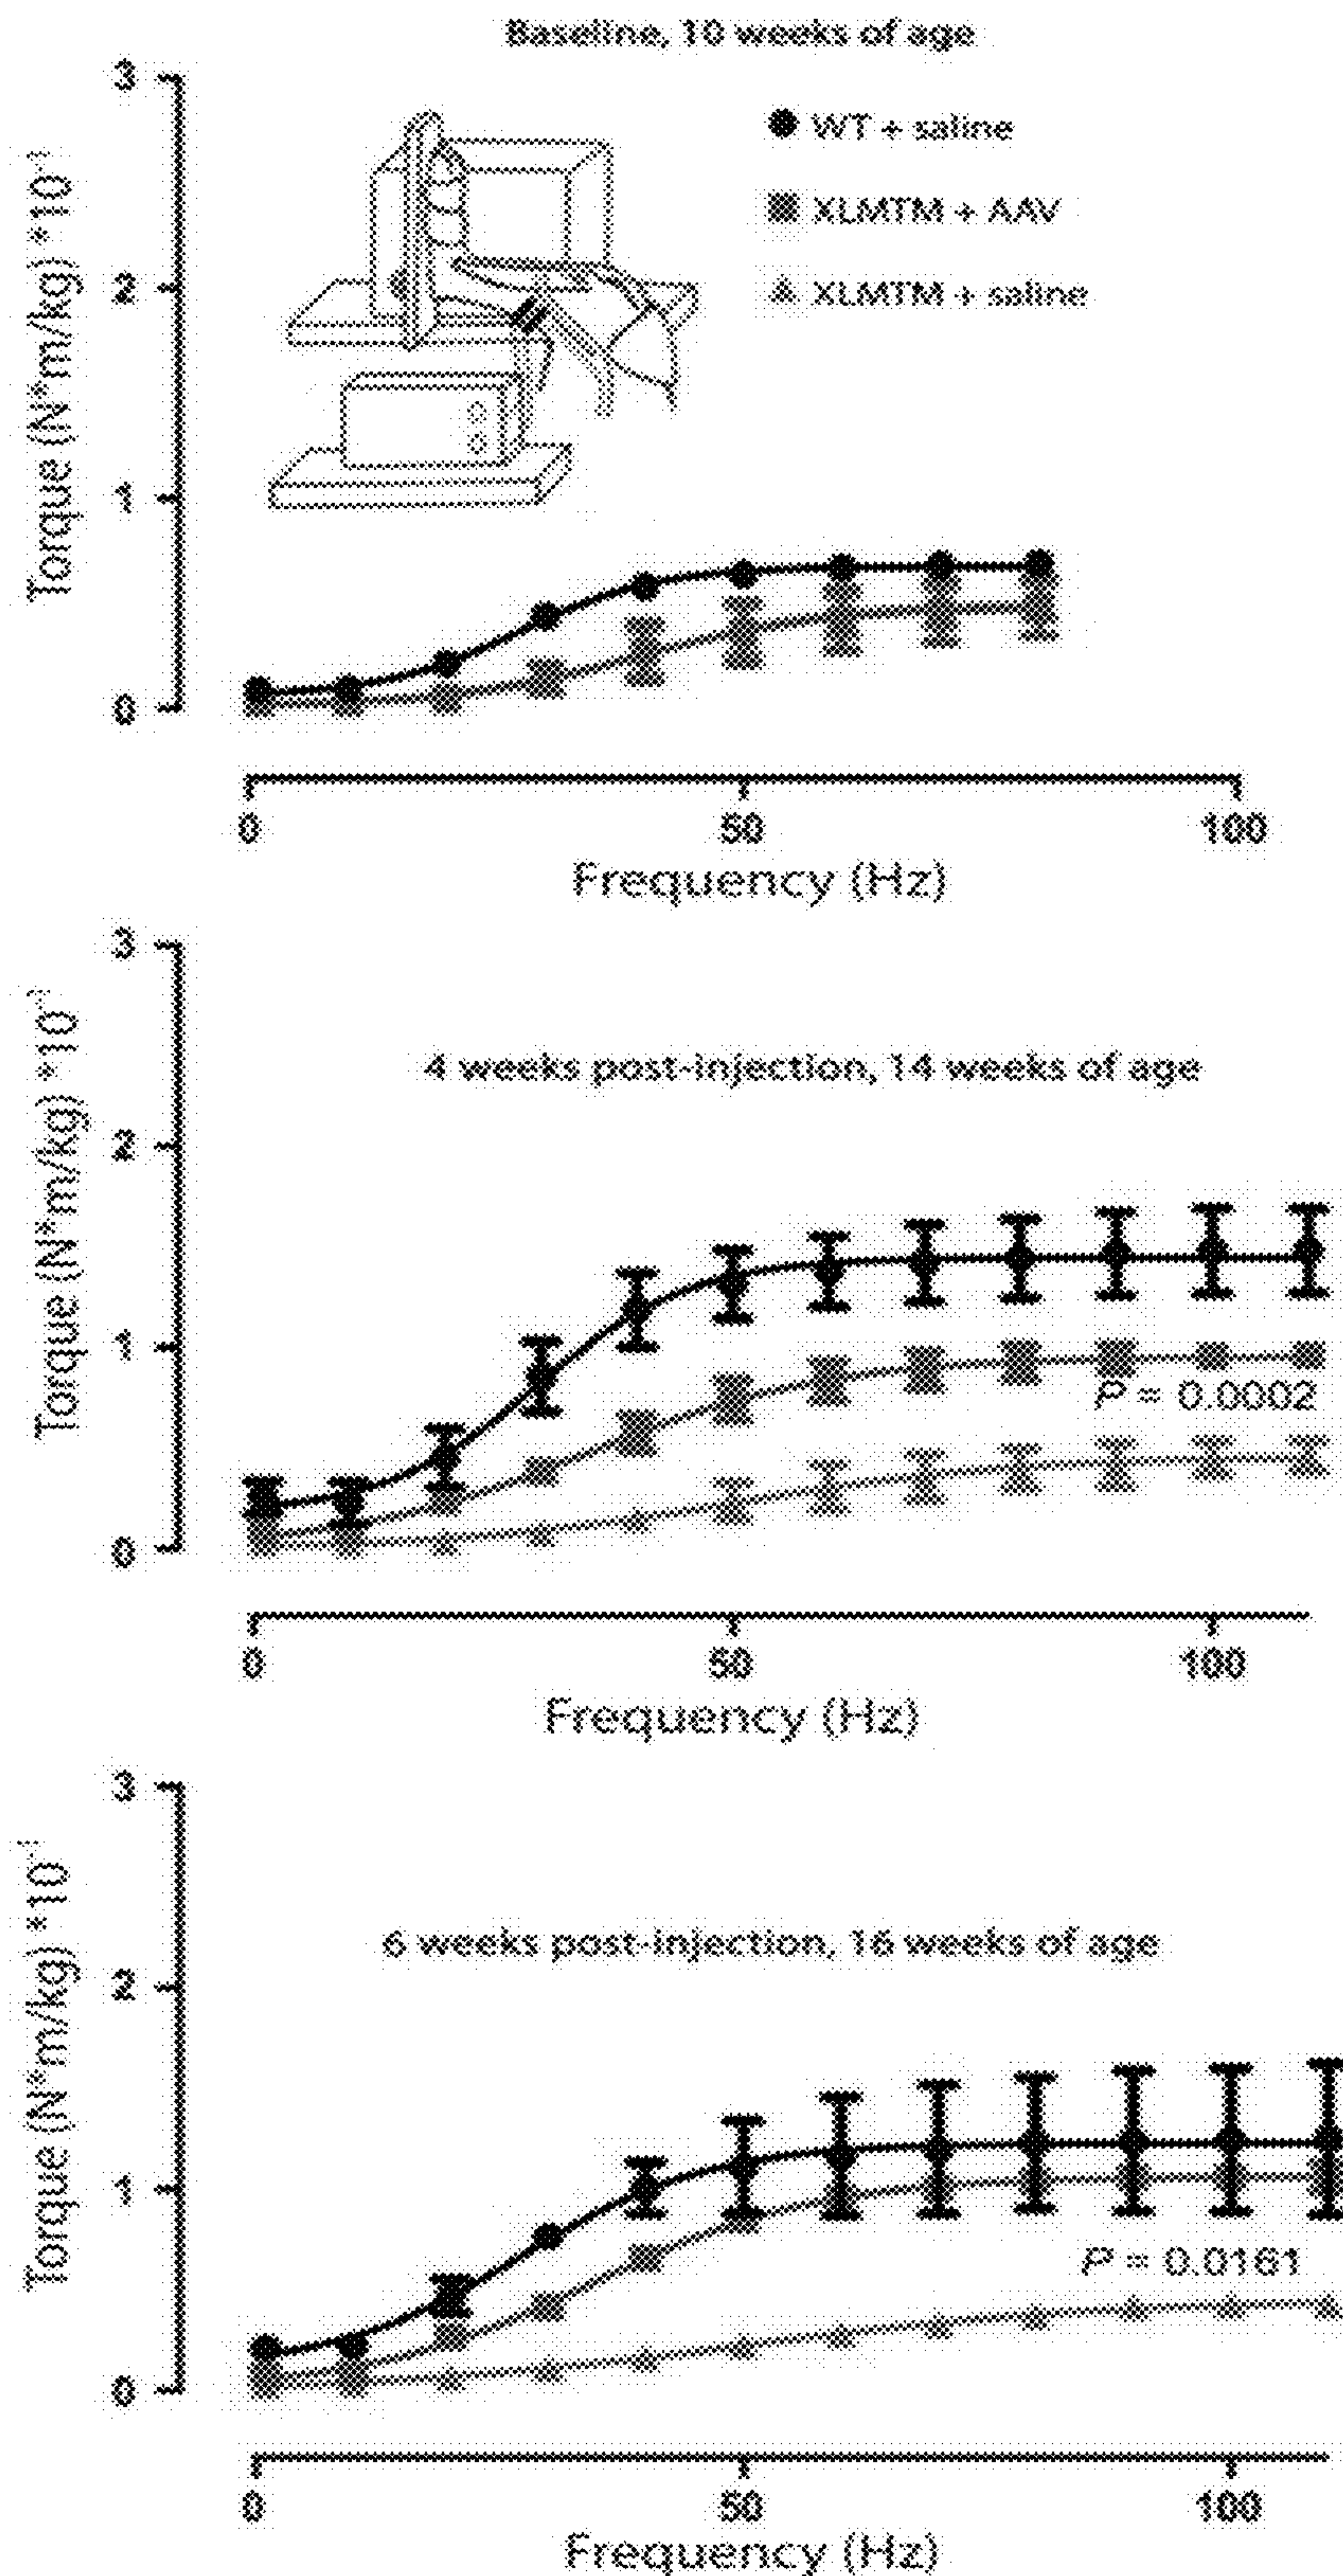 Baseline, 10 weeks of age
WT + saline
XLMTM + AAV
XLMTM + saline
Torque (N*m/kg) *10⁻¹
3
2
1
0
0 50 100
Frequency (Hz)
4 weeks post-injection, 14 weeks of age
Torque (N*m/kg) *10⁻¹
3
2
1
0
P = 0.0002
0 50 100
Frequency (Hz)
6 weeks post-injection, 16 weeks of age
Torque (N*m/kg) *10⁻¹
3
2
1
0
P = 0.0161
0 50 100
Frequency (Hz)